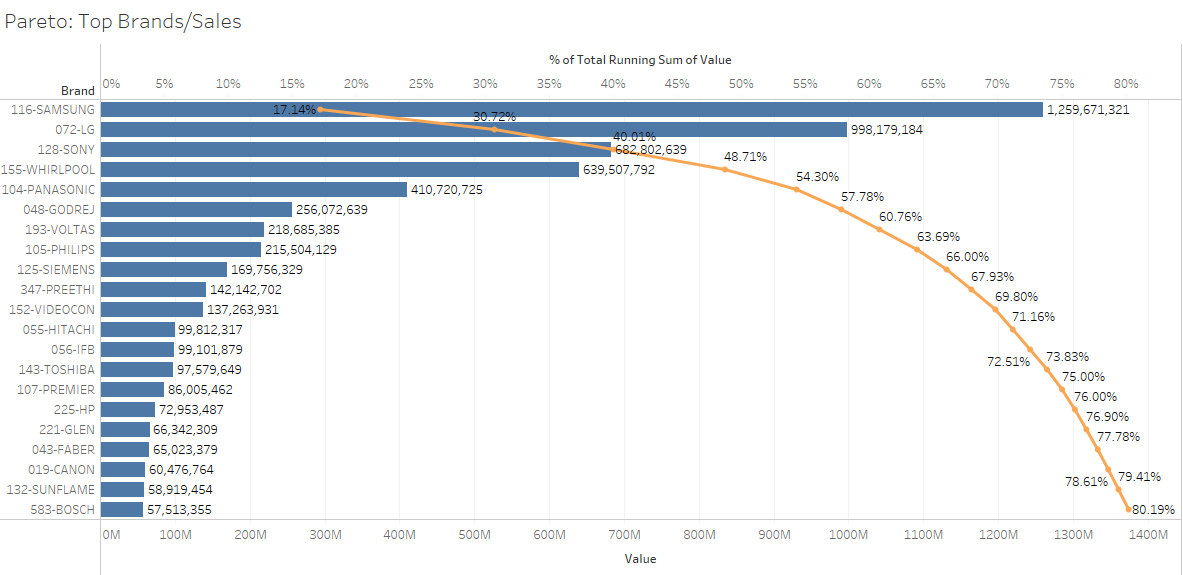 Pareto: Top Brands/Sales
% of Total Running Sum of Value
Brand 0% 5% 10% 15% 20% 25% 30% 35% 40% 45% 50% 55% 60% 65% 70% 75% 80%
116-SAMSUNG 17.14% 1,259,671,321
072-LG 30.72% 998,179,184
128-SONY 40.01% 682,802,639
155-WHIRLPOOL 639,507,792 48.71%
104-PANASONIC 410,720,725 54.30%
048-GODREJ 256,072,639 57.78%
193-VOLTAS 218,685,385 60.76%
105-PHILIPS 215,504,129 63.69%
125-SIEMENS 169,756,329 66.00%
347-PREETHI 142,142,702 67.93%
152-VIDEOCON 137,263,931 69.80%
055-HITACHI 99,812,317 71.16%
056-IFB 99,101,879 72.51%
143-TOSHIBA 97,579,649 73.83%
107-PREMIER 86,005,462 75.00%
225-HP 72,953,487 76.00%
221-GLEN 66,342,309 76.90%
043-FABER 65,023,379 77.78%
019-CANON 60,476,764 78.61%
132-SUNFLAME 58,919,454 79.41%
583-BOSCH 57,513,355 80.19%
0M 100M 200M 300M 400M 500M 600M 700M 800M 900M 1000M 1100M 1200M 1300M 1400M
Value